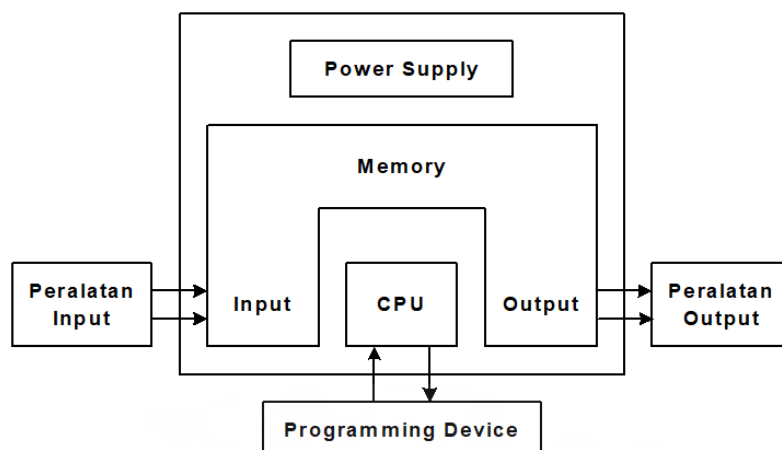 Power Supply
Memory
Peralatan
Input
Input
CPU
Output
Peralatan
Output
Programming Device